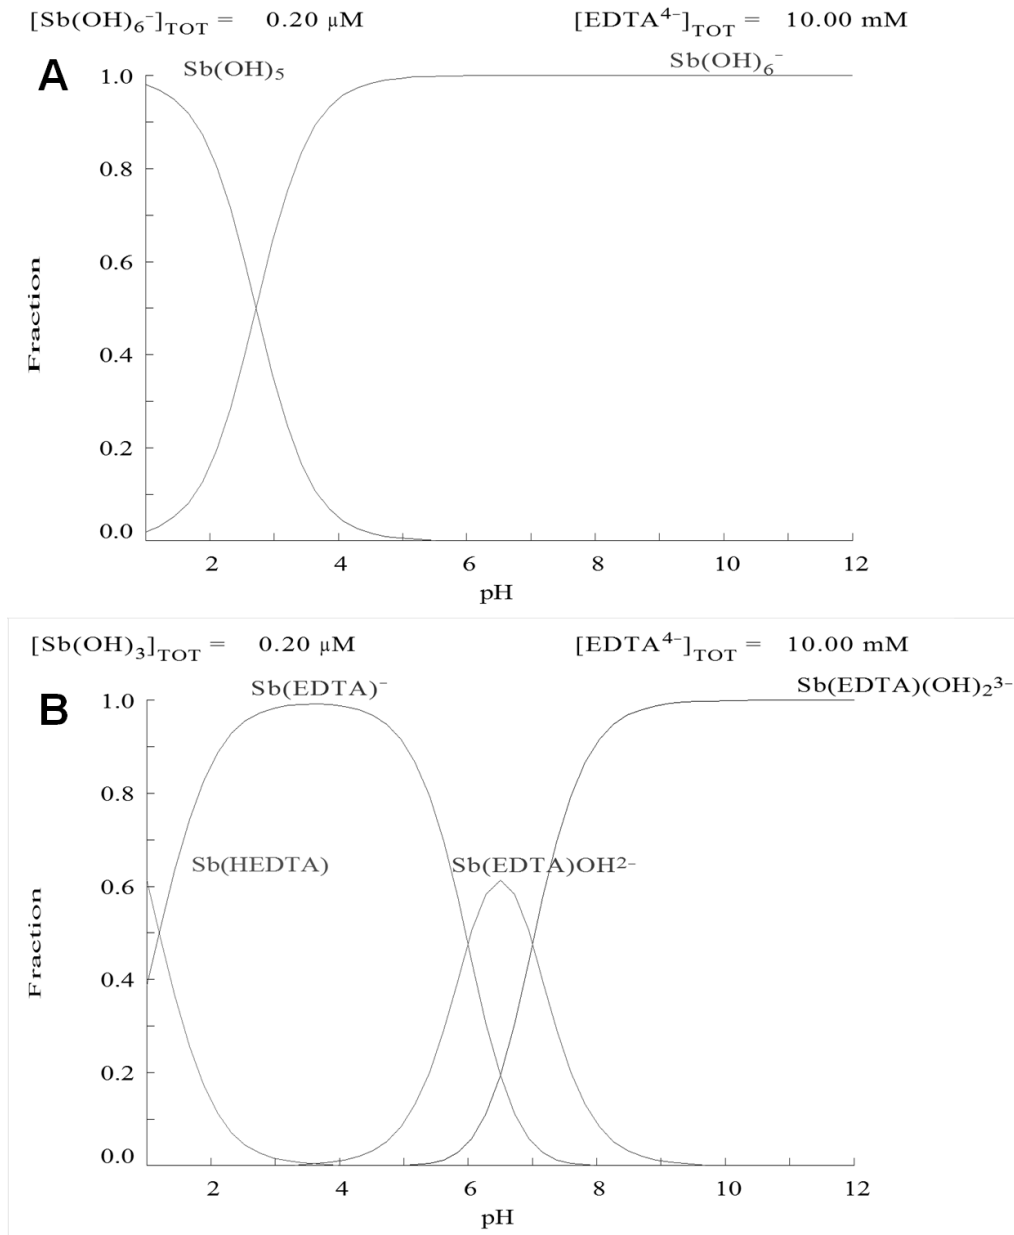 [Sb(OH)₆⁻]TOT = 0.20 µM [EDTA⁴⁻]TOT = 10.00 mM
A
Sb(OH)₅
Sb(OH)₆⁻
1.0
0.8
0.6
0.4
0.2
0.0
Fraction
2 4 6 8 10 12
pH
[Sb(OH)₃]TOT = 0.20 µM [EDTA⁴⁻]TOT = 10.00 mM
B
Sb(EDTA)⁻
Sb(EDTA)(OH)₂³⁻
1.0
0.8
Sb(HEDTA)
Sb(EDTA)OH²⁻
0.6
0.4
0.2
0.0
Fraction
2 4 6 8 10 12
pH